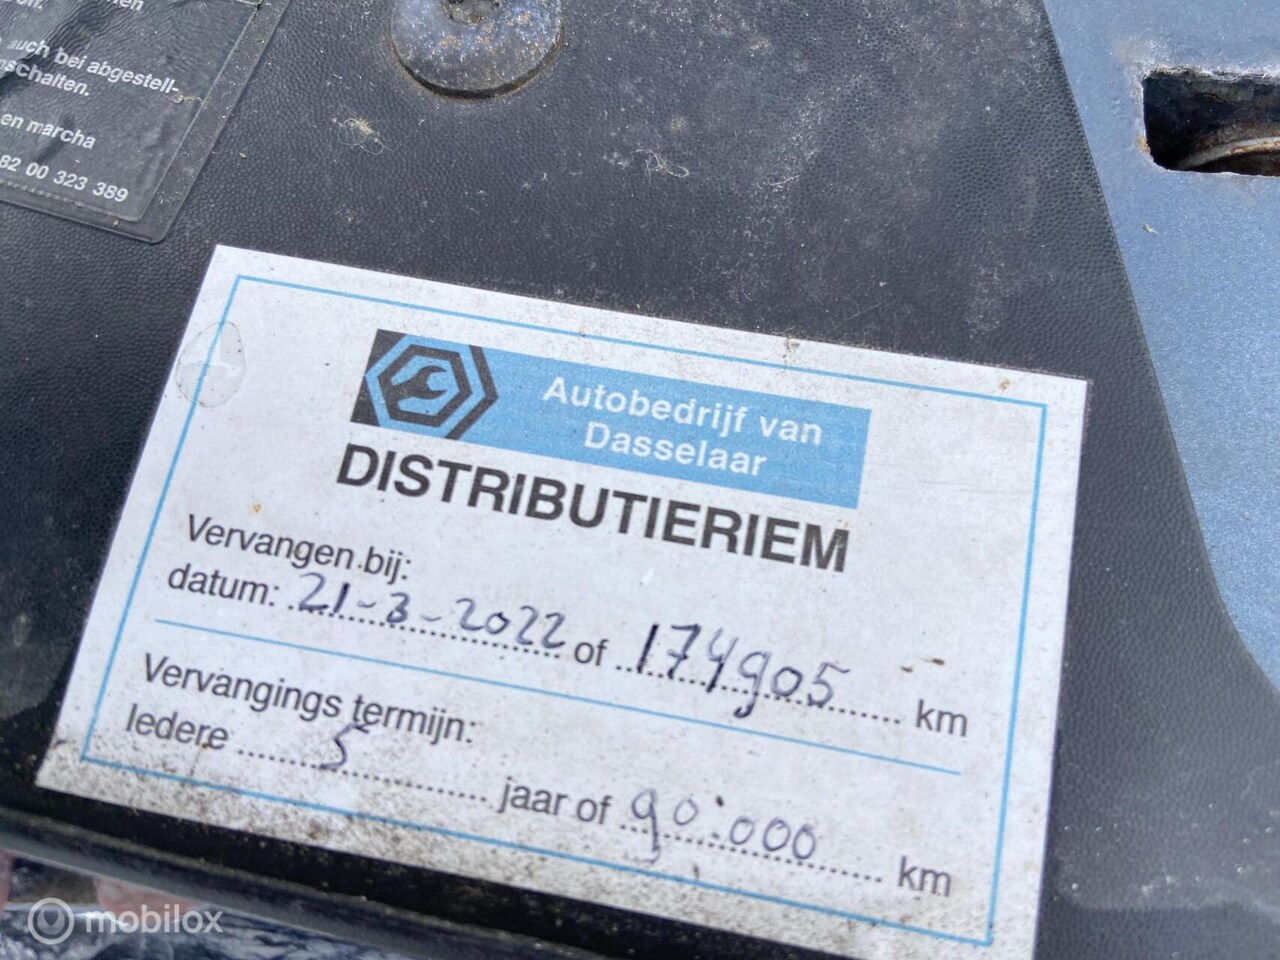 auch bei abgestell-
schalten.
en marcha
82 00 323 389
Autobedrijf van
Dasselaar
DISTRIBUTIERIEM
Vervangen bij:
datum: 21-3-2022 of 174905 km
Vervangings termijn:
Iedere 5 jaar of 90.000 km
mobilox